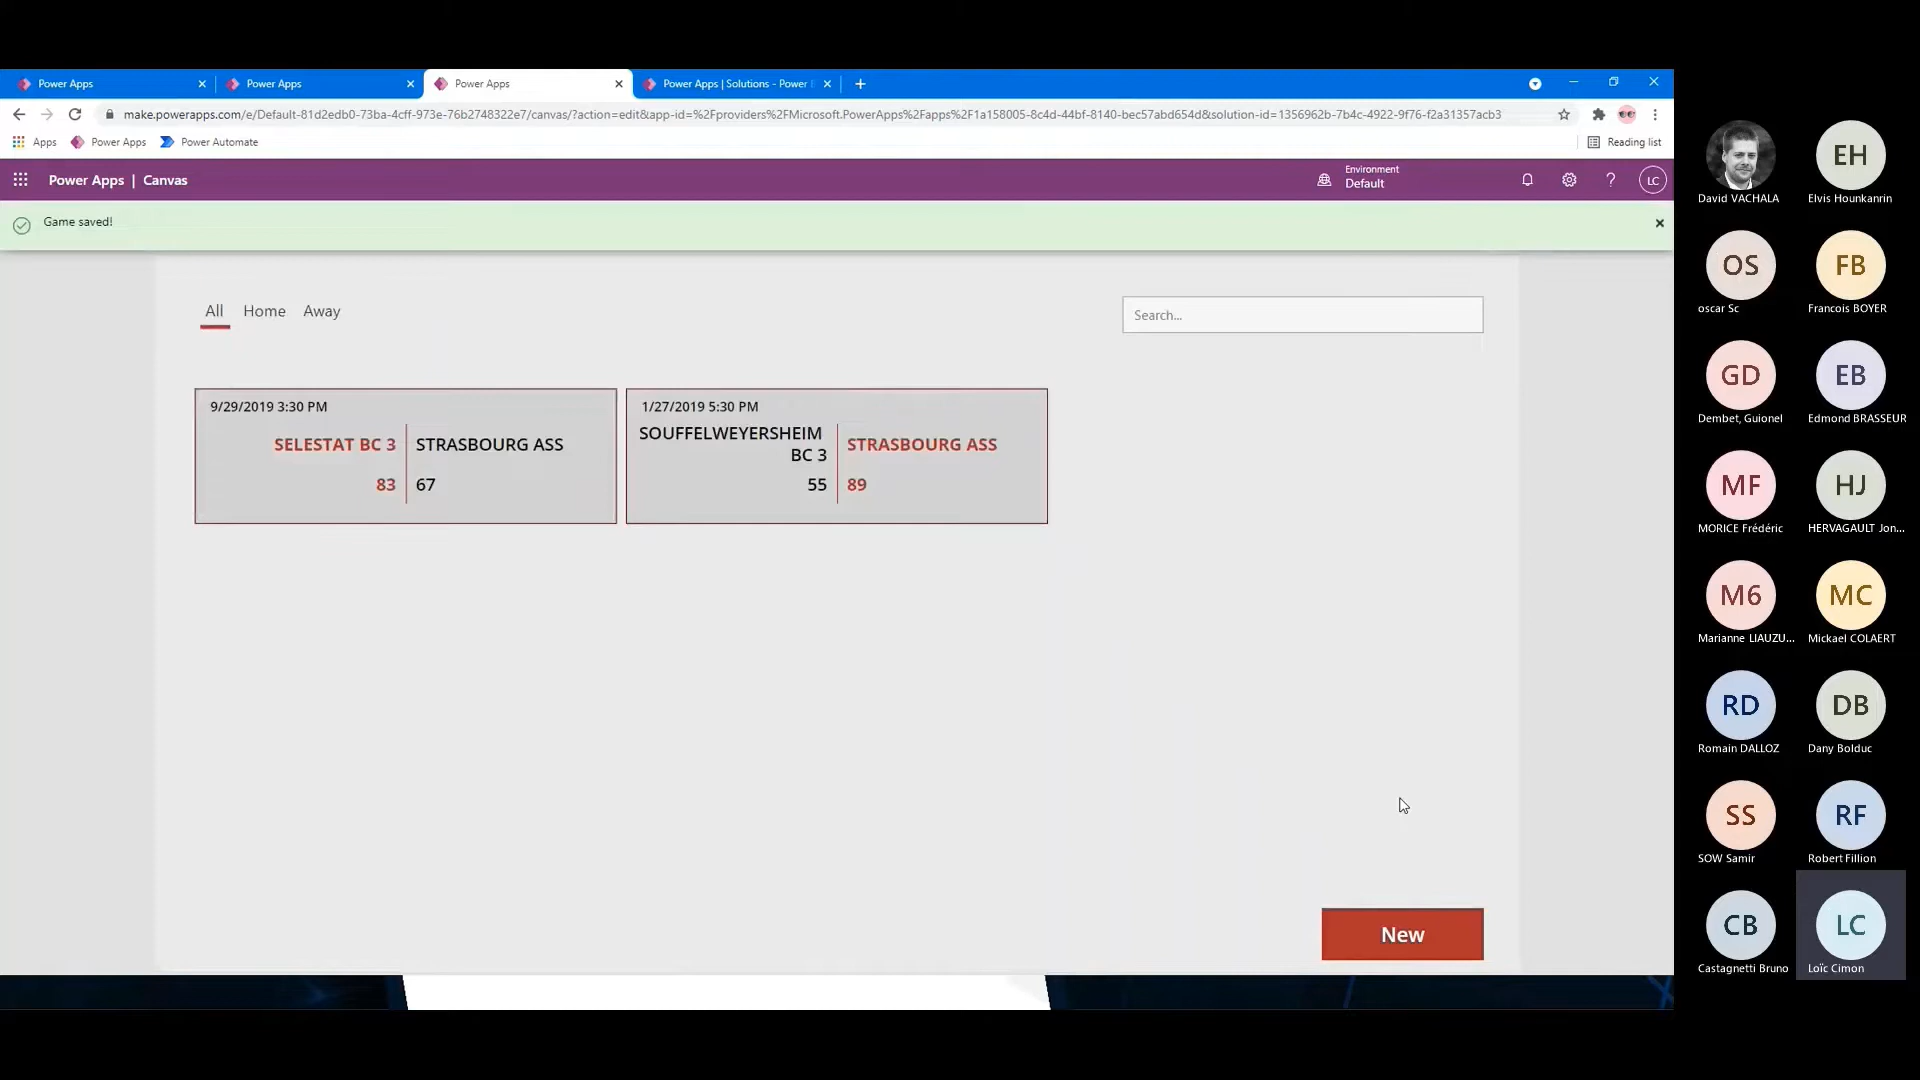 Power Apps
Power Apps
Power Apps
Power Apps | Solutions - Power
make.powerapps.com/e/Default-81d2edb0-73ba-4cff-973e-76b2748322e7/canvas/?action=edit&app-id=%2Fproviders%2FMicrosoft.PowerApps%2Fapps%2F1a158005-8c4d-44bf-8140-bec57abd654d&solution-id=1356962b-7b4c-4922-9f76-f2a31357acb3
Apps
Power Apps
Power Automate
Reading list
Power Apps | Canvas
Environment
Default
LC
Game saved!
All
Home
Away
Search...
9/29/2019 3:30 PM
SELESTAT BC 3
STRASBOURG ASS
83
67
1/27/2019 5:30 PM
SOUFFELWEYERSHEIM
BC 3
STRASBOURG ASS
55
89
New
David VACHALA
EH
Elvis Hounkanrin
OS
oscar Sc
FB
Francois BOYER
GD
Dembet, Guionel
EB
Edmond BRASSEUR
MF
MORICE Frédéric
HJ
HERVAGAULT Jon...
M6
Marianne LIAUZU...
MC
Mickael COLAERT
RD
Romain DALLOZ
DB
Dany Bolduc
SS
SOW Samir
RF
Robert Fillion
CB
Castagnetti Bruno
LC
Loïc Cimon